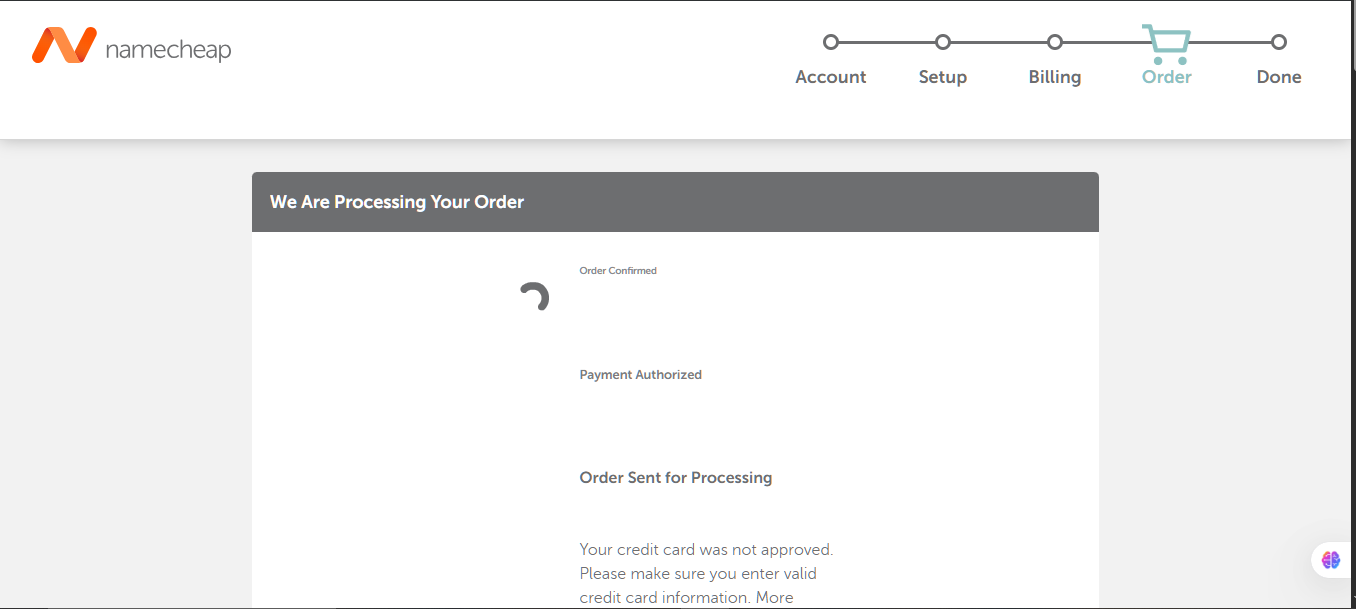 namecheap
Account
Setup
Billing
Order
Done
We Are Processing Your Order
Order Confirmed
Payment Authorized
Order Sent for Processing
Your credit card was not approved.
Please make sure you enter valid
credit card information. More